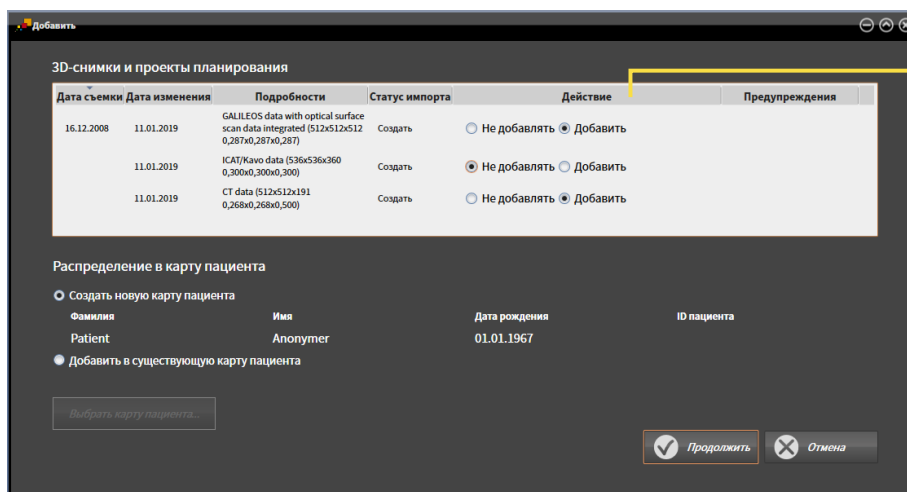 Добавить
3D-снимки и проекты планирования
Дата съемки Дата изменения Подробности Статус импорта Действие Предупреждения
GALILEOS data with optical surface
16.12.2008 11.01.2019 scan data integrated (512x512x512 Создать Не добавлять Добавить
0,287x0,287x0,287)
ICAT/Kavo data (536x536x360
11.01.2019 0,300x0,300x0,300) Создать Не добавлять Добавить
CT data (512x512x191
11.01.2019 0,268x0,268x0,500) Создать Не добавлять Добавить
Распределение в карту пациента
Создать новую карту пациента
Фамилия Имя Дата рождения ID пациента
Patient Anonymer 01.01.1967
Добавить в существующую карту пациента
Выбрать карту пациента...
Продолжить Отмена